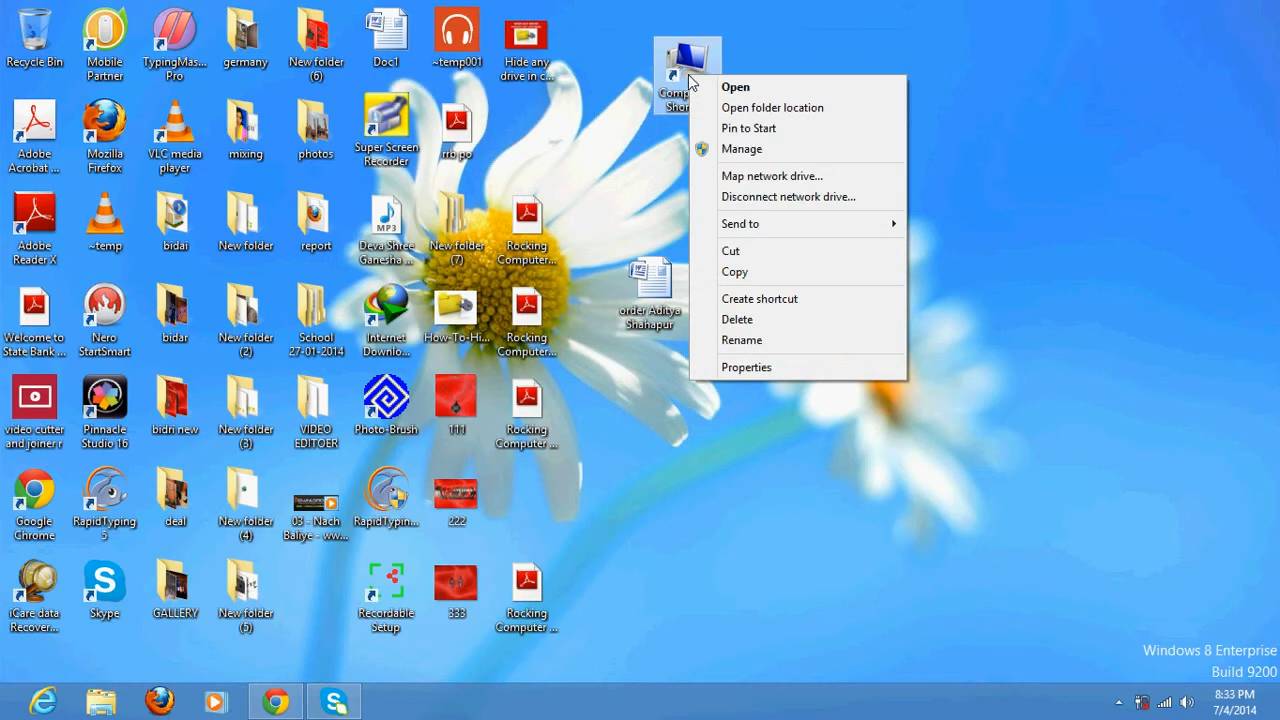 Recycle Bin
Mobile
Partner
TypingMas...
Pro
germany
New folder
(6)
Doc1
~temp001
Hide any
drive in c...
Adobe
Acrobat ...
Mozilla
Firefox
VLC media
player
mixing
photos
Super Screen
Recorder
rrb po
Adobe
Reader X
~temp
bidai
New folder
report
MP3
Deva Shree
Ganesha ...
New folder
(7)
Rocking
Computer...
Welcome to
State Bank ...
Nero
StartSmart
bidar
New folder
(2)
School
27-01-2014
Internet
Downlo...
How-To-Hi...
Rocking
Computer...
video cutter
and joiner r
Pinnacle
Studio 16
bidri new
New folder
(3)
VIDEO
EDITOER
Photo-Brush
111
Rocking
Computer ...
Google
Chrome
RapidTyping
5
deal
New folder
(4)
03 - Nach
Baliye - ww...
RapidTypin...
222
iCare data
Recover...
Skype
GALLERY
New folder
(5)
Recordable
Setup
333
Rocking
Computer ...
order Aditya
Shahapur
Open
Open folder location
Pin to Start
Manage
Map network drive...
Disconnect network drive...
Send to
Cut
Copy
Create shortcut
Delete
Rename
Properties
Windows 8 Enterprise
Build 9200
8:33 PM
7/4/2014